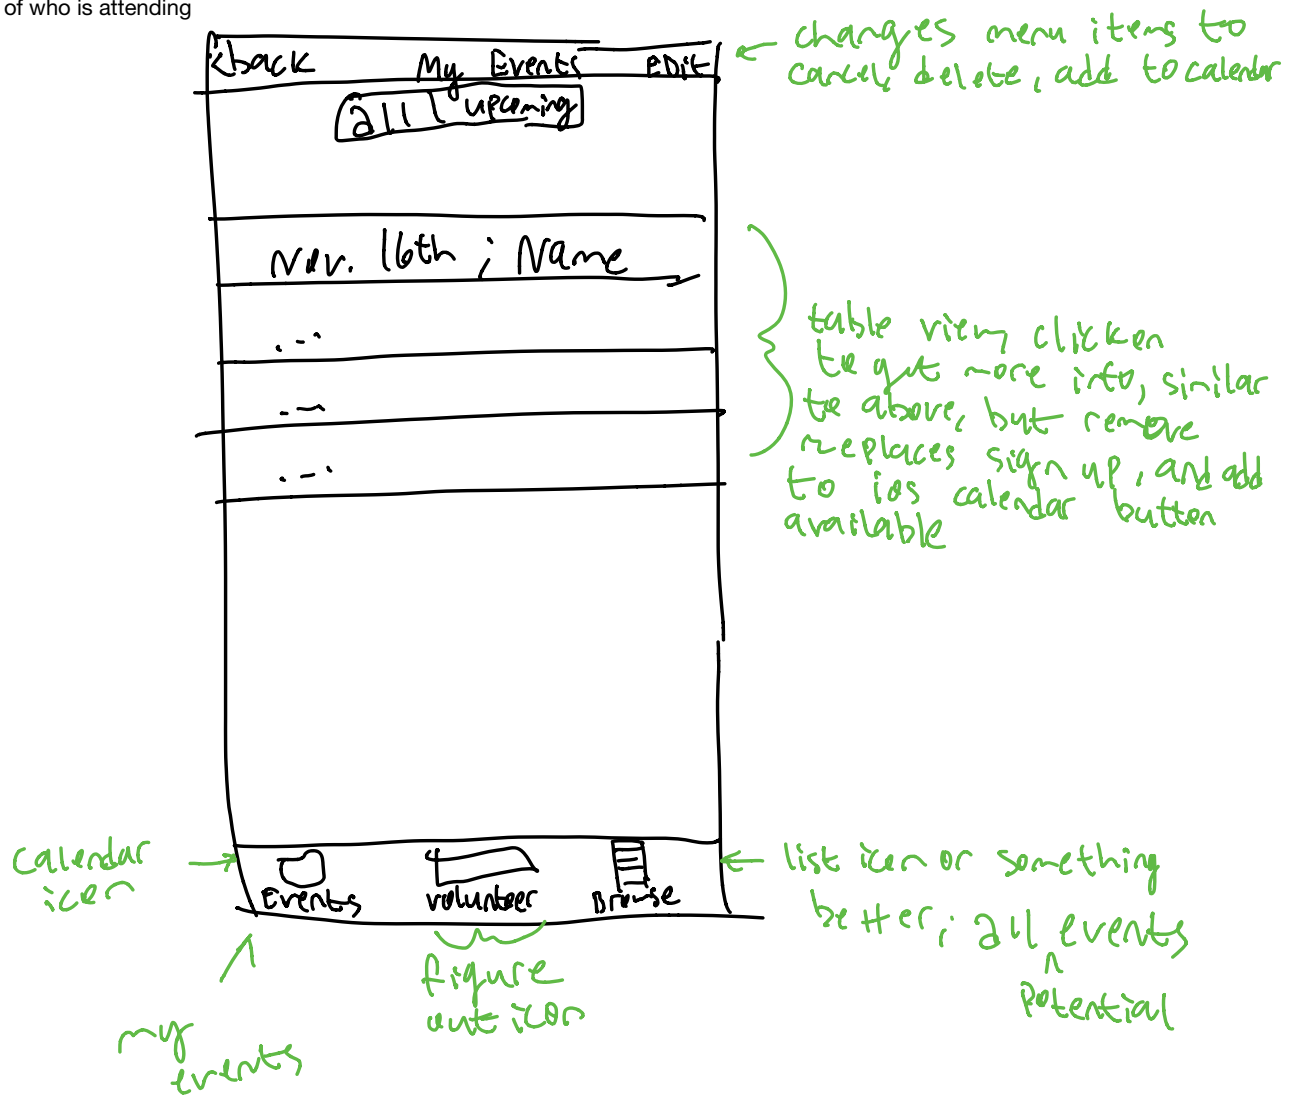 of who is attending
<back My Events eDit
changes menu items to
cancel, delete, add to calendar
all upcoming
Nov. 16th ; Name
...
...
...
table view, clicken
to get more info, similar
to above, but remove
replaces sign up, and add
to ios calendar button
available
calendar
icon
Events volunteer Browse
list icon or something
better; all events
^
Potential
figure
out icon
my
events